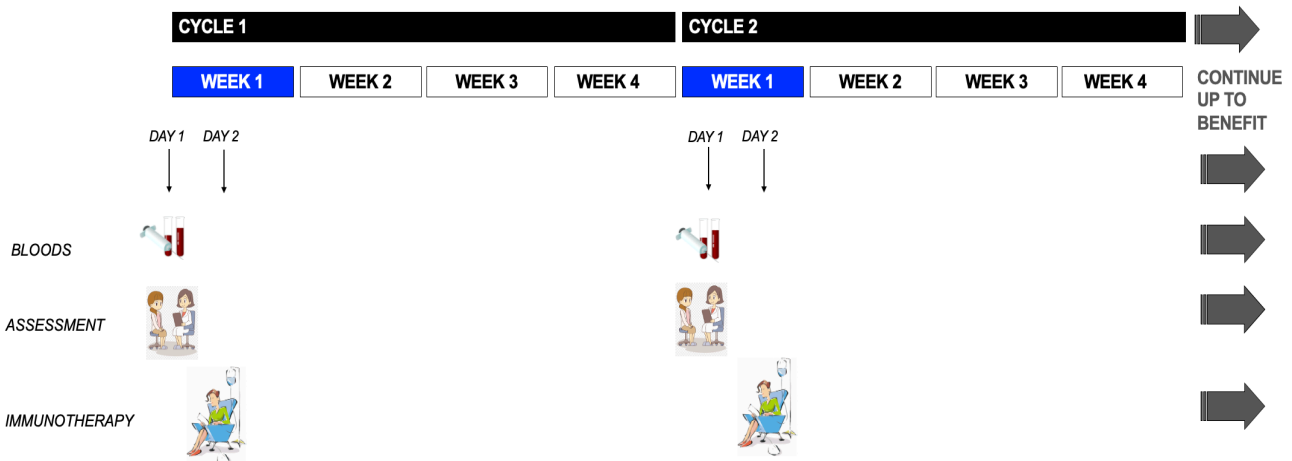 CYCLE 1 CYCLE 2
WEEK 1 WEEK 2 WEEK 3 WEEK 4 WEEK 1 WEEK 2 WEEK 3 WEEK 4
CONTINUE
UP TO
BENEFIT
DAY 1 DAY 2 DAY 1 DAY 2
BLOODS
ASSESSMENT
IMMUNOTHERAPY